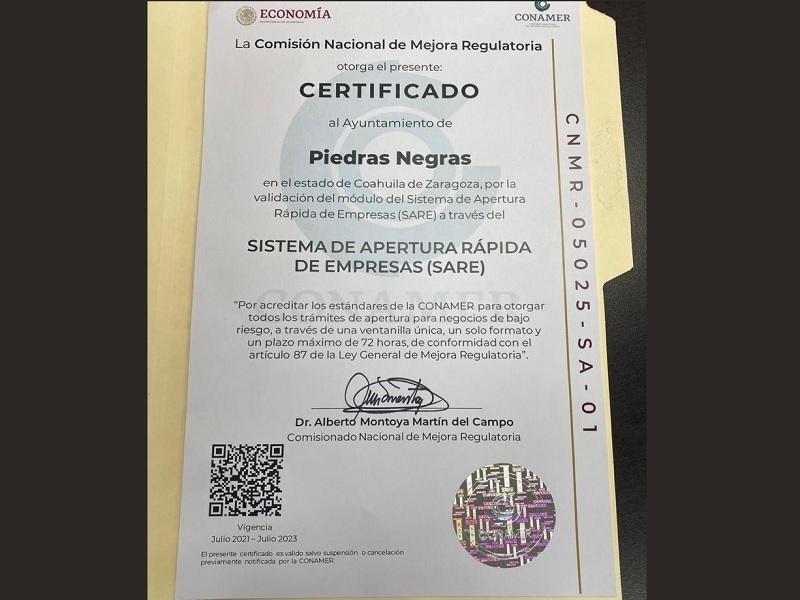 ECONOMÍA
SECRETARÍA DE ECONOMÍA
CONAMER
La Comisión Nacional de Mejora Regulatoria
otorga el presente:
CERTIFICADO
al Ayuntamiento de
Piedras Negras
en el estado de Coahuila de Zaragoza, por la
validación del módulo del Sistema de Apertura
Rápida de Empresas (SARE) a través del
SISTEMA DE APERTURA RÁPIDA
DE EMPRESAS (SARE)
CONAMER
“Por acreditar los estándares de la CONAMER para otorgar
todos los trámites de apertura para negocios de bajo
riesgo, a través de una ventanilla única, un solo formato y
un plazo máximo de 72 horas, de conformidad con el
artículo 87 de la Ley General de Mejora Regulatoria”.
Dr. Alberto Montoya Martín del Campo
Comisionado Nacional de Mejora Regulatoria
Vigencia
Julio 2021 – Julio 2023
El presente certificado es válido salvo suspensión o cancelación
previamente notificada por la CONAMER.
CNMR-05025-SA-01